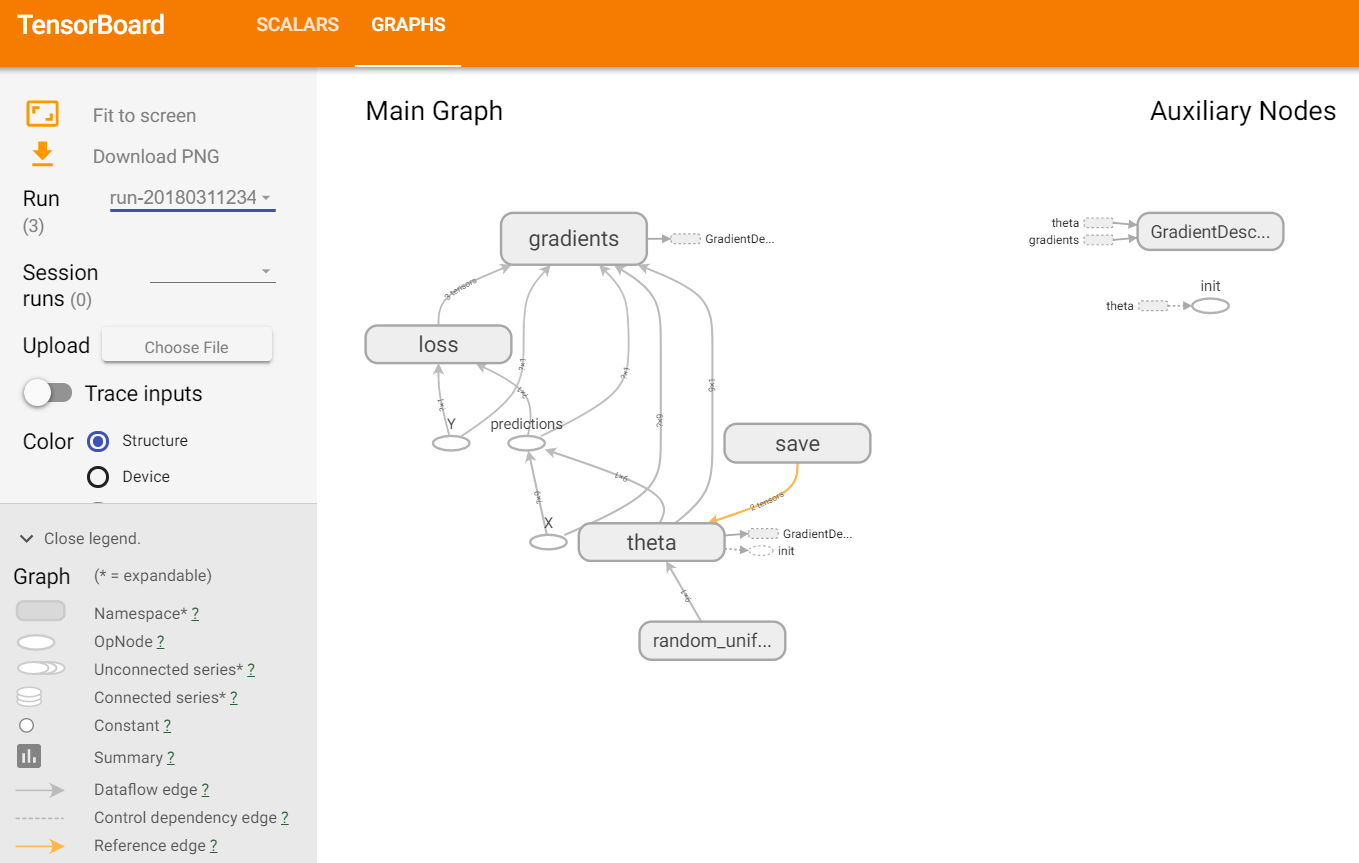 TensorBoard
SCALARS
GRAPHS
Fit to screen
Download PNG
Run
(3)
run-20180311234
Session
runs (0)
Upload
Choose File
Trace inputs
Color
Structure
Device
Close legend.
Graph
(* = expandable)
Namespace* ?
OpNode ?
Unconnected series* ?
Connected series* ?
Constant ?
Summary ?
Dataflow edge ?
Control dependency edge ?
Reference edge ?
Main Graph
gradients
GradientDe...
3 tensors
loss
?×1
?×1
?×1
?×1
Y
predictions
?×9
9×1
9×1
save
2 tensors
?×9
X
theta
GradientDe...
init
9×1
random_unif...
Auxiliary Nodes
theta
gradients
GradientDesc...
init
theta